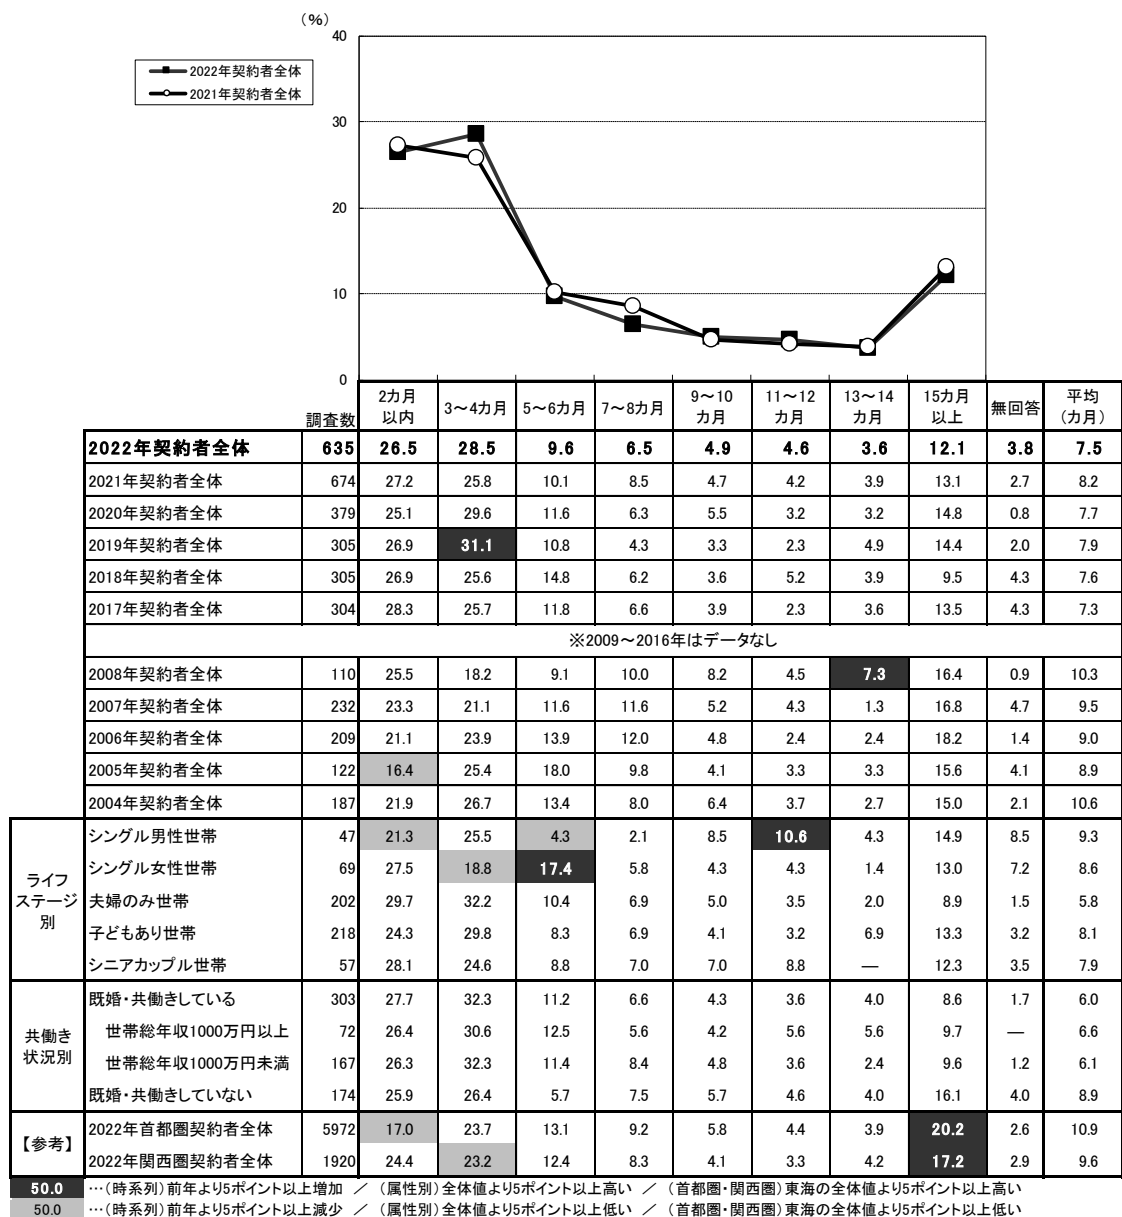 （%）
40
30
20
10
0
2022年契約者全体
2021年契約者全体
調査数 2カ月以内 3～4カ月 5～6カ月 7～8カ月 9～10カ月 11～12カ月 13～14カ月 15カ月以上 無回答 平均（カ月）
2022年契約者全体 635 26.5 28.5 9.6 6.5 4.9 4.6 3.6 12.1 3.8 7.5
2021年契約者全体 674 27.2 25.8 10.1 8.5 4.7 4.2 3.9 13.1 2.7 8.2
2020年契約者全体 379 25.1 29.6 11.6 6.3 5.5 3.2 3.2 14.8 0.8 7.7
2019年契約者全体 305 26.9 31.1 10.8 4.3 3.3 2.3 4.9 14.4 2.0 7.9
2018年契約者全体 305 26.9 25.6 14.8 6.2 3.6 5.2 3.9 9.5 4.3 7.6
2017年契約者全体 304 28.3 25.7 11.8 6.6 3.9 2.3 3.6 13.5 4.3 7.3
※2009～2016年はデータなし
2008年契約者全体 110 25.5 18.2 9.1 10.0 8.2 4.5 7.3 16.4 0.9 10.3
2007年契約者全体 232 23.3 21.1 11.6 11.6 5.2 4.3 1.3 16.8 4.7 9.5
2006年契約者全体 209 21.1 23.9 13.9 12.0 4.8 2.4 2.4 18.2 1.4 9.0
2005年契約者全体 122 16.4 25.4 18.0 9.8 4.1 3.3 3.3 15.6 4.1 8.9
2004年契約者全体 187 21.9 26.7 13.4 8.0 6.4 3.7 2.7 15.0 2.1 10.6
ライフステージ別
シングル男性世帯 47 21.3 25.5 4.3 2.1 8.5 10.6 4.3 14.9 8.5 9.3
シングル女性世帯 69 27.5 18.8 17.4 5.8 4.3 4.3 1.4 13.0 7.2 8.6
夫婦のみ世帯 202 29.7 32.2 10.4 6.9 5.0 3.5 2.0 8.9 1.5 5.8
子どもあり世帯 218 24.3 29.8 8.3 6.9 4.1 3.2 6.9 13.3 3.2 8.1
シニアカップル世帯 57 28.1 24.6 8.8 7.0 7.0 8.8 ― 12.3 3.5 7.9
共働き状況別
既婚・共働きしている 303 27.7 32.3 11.2 6.6 4.3 3.6 4.0 8.6 1.7 6.0
世帯総年収1000万円以上 72 26.4 30.6 12.5 5.6 4.2 5.6 5.6 9.7 ― 6.6
世帯総年収1000万円未満 167 26.3 32.3 11.4 8.4 4.8 3.6 2.4 9.6 1.2 6.1
既婚・共働きしていない 174 25.9 26.4 5.7 7.5 5.7 4.6 4.0 16.1 4.0 8.9
【参考】
2022年首都圏契約者全体 5972 17.0 23.7 13.1 9.2 5.8 4.4 3.9 20.2 2.6 10.9
2022年関西圏契約者全体 1920 24.4 23.2 12.4 8.3 4.1 3.3 4.2 17.2 2.9 9.6
50.0 …（時系列）前年より5ポイント以上増加 ／ （属性別）全体値より5ポイント以上高い ／ （首都圏・関西圏）東海の全体値より5ポイント以上高い
50.0 …（時系列）前年より5ポイント以上減少 ／ （属性別）全体値より5ポイント以上低い ／ （首都圏・関西圏）東海の全体値より5ポイント以上低い